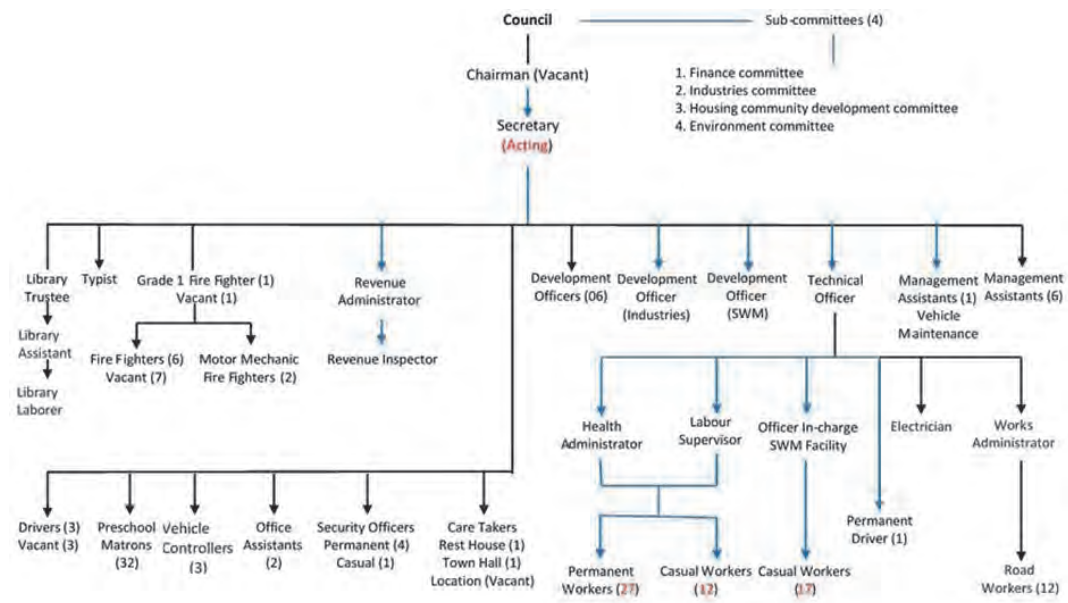 Council
Sub-committees (4)
Chairman (Vacant)
1. Finance committee
2. Industries committee
3. Housing community development committee
4. Environment committee
Secretary
(Acting)
Library
Trustee
Typist
Grade 1 Fire Fighter (1)
Vacant (1)
Revenue
Administrator
Development
Officers (06)
Development
Officer
(Industries)
Development
Officer
(SWM)
Technical
Officer
Management
Assistants (1)
Vehicle
Maintenance
Management
Assistants (6)
Library
Assistant
Library
Laborer
Fire Fighters (6)
Vacant (7)
Motor Mechanic
Fire Fighters (2)
Revenue Inspector
Health
Administrator
Labour
Supervisor
Officer In-charge
SWM Facility
Electrician
Works
Administrator
Drivers (3)
Vacant (3)
Preschool
Matrons
(32)
Vehicle
Controllers
(3)
Office
Assistants
(2)
Security Officers
Permanent (4)
Casual (1)
Care Takers
Rest House (1)
Town Hall (1)
Location (Vacant)
Permanent
Driver (1)
Permanent
Workers (27)
Casual Workers
(12)
Casual Workers
(17)
Road
Workers (12)